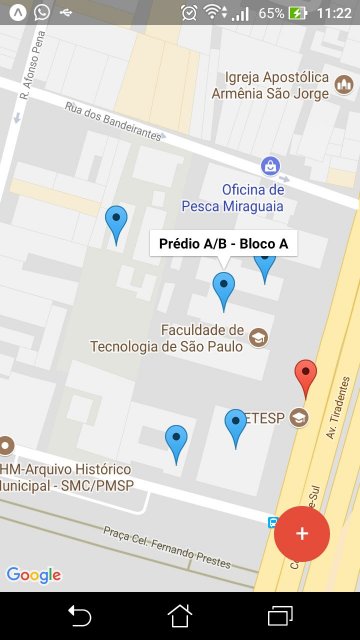 65% 11:22
R. Afonso Pena
Igreja Apostólica
Armênia São Jorge
Rua dos Bandeirantes
Oficina de
Pesca Miraguaia
Prédio A/B - Bloco A
Faculdade de
Tecnologia de São Paulo
Av. Tiradentes
ETESP
HM-Arquivo Histórico
Municipal - SMC/PMSP
e-Sul
Praça Cel. Fernando Prestes
+
Google